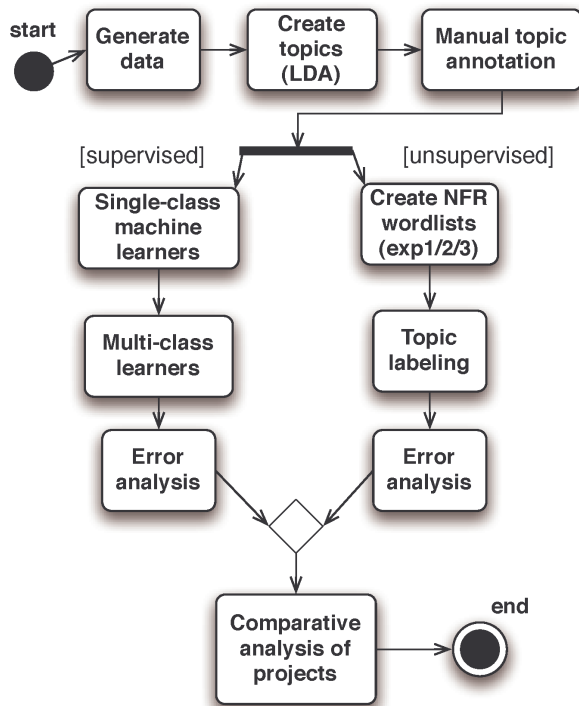 start
Generate
data
Create
topics
(LDA)
Manual topic
annotation
[supervised]
[unsupervised]
Single-class
machine
learners
Create NFR
wordlists
(exp1/2/3)
Multi-class
learners
Topic
labeling
Error
analysis
Error
analysis
Comparative
analysis of
projects
end